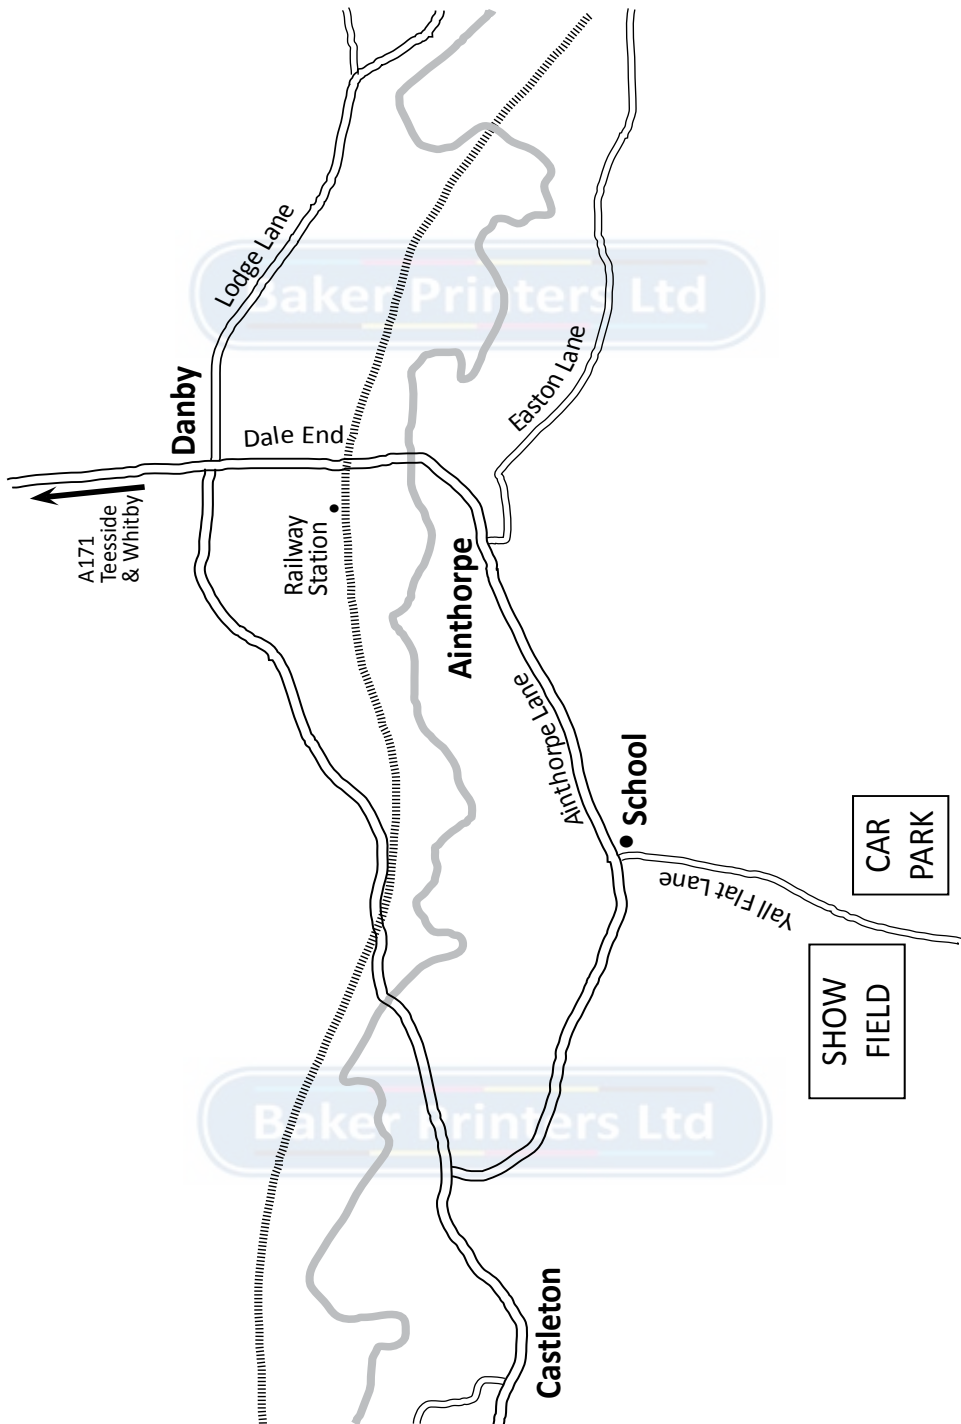 Lodge Lane
Baker Printers Ltd
Danby
Dale End
Easton Lane
A171
Teesside
& Whitby
Railway
Station
Ainthorpe
Ainthorpe Lane
School
Yall Flat Lane
CAR
PARK
SHOW
FIELD
Baker Printers Ltd
Castleton